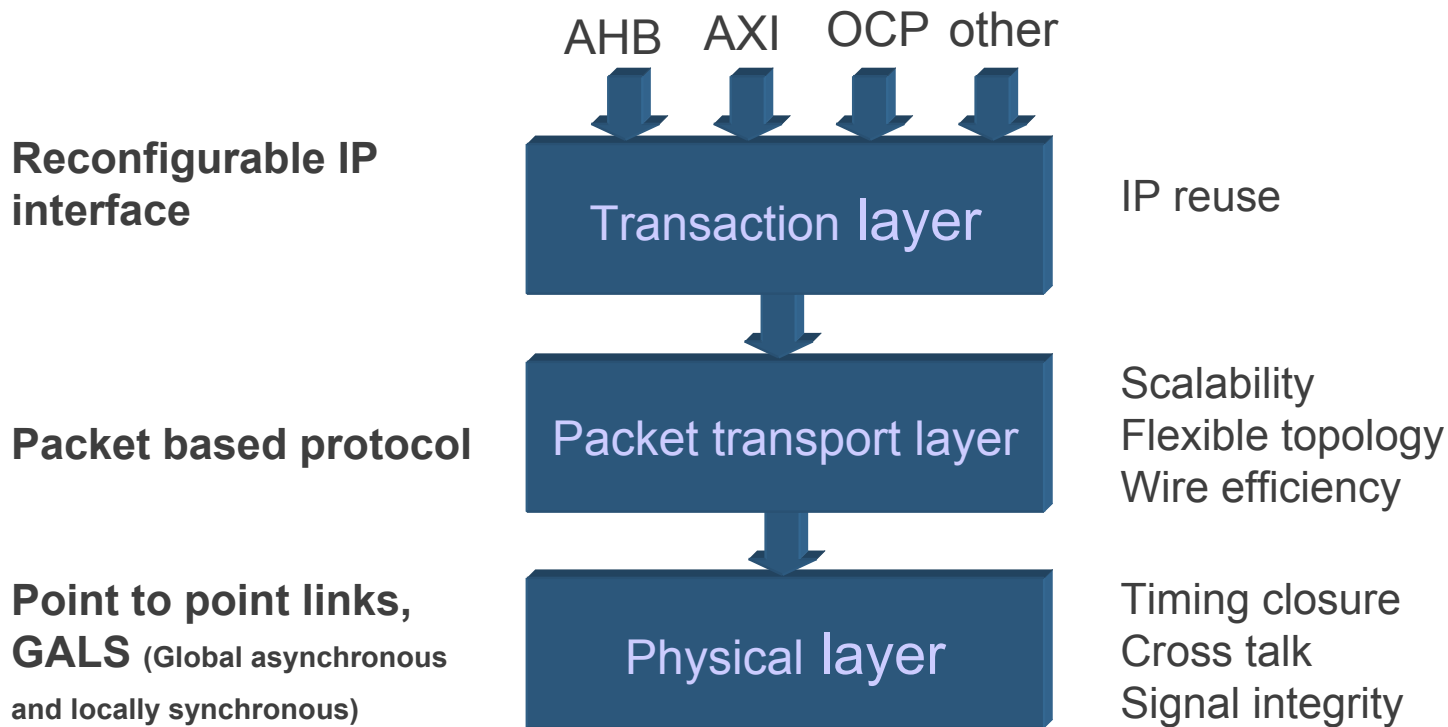 AHB AXI OCP other
Reconfigurable IP
interface
Transaction layer
IP reuse
Packet based protocol
Packet transport layer
Scalability
Flexible topology
Wire efficiency
Point to point links,
GALS (Global asynchronous
and locally synchronous)
Physical layer
Timing closure
Cross talk
Signal integrity